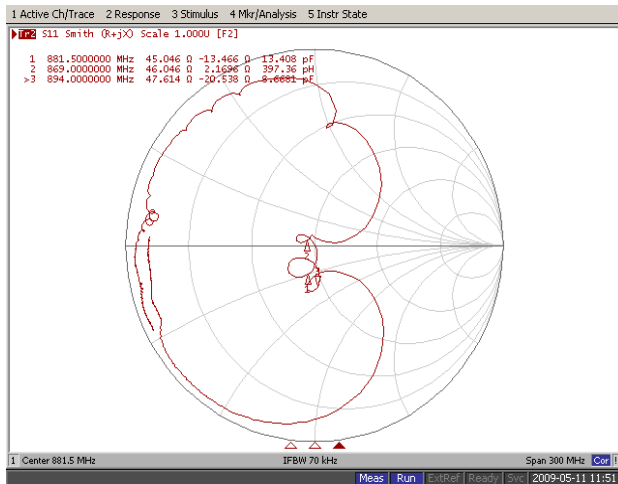 1 Active Ch/Trace 2 Response 3 Stimulus 4 Mkr/Analysis 5 Instr State
Tr2 S11 Smith (R+jX) Scale 1.000U [F2]
1 881.5000000 MHz 45.046 Ω -13.466 Ω 13.408 pF
2 869.0000000 MHz 46.046 Ω 2.1696 Ω 397.36 pH
>3 894.0000000 MHz 47.614 Ω -20.538 Ω 8.6681 pF
1 Center 881.5 MHz IFBW 70 kHz Span 300 MHz Cor !
Meas Run ExtRef Ready Svc 2009-05-11 11:51